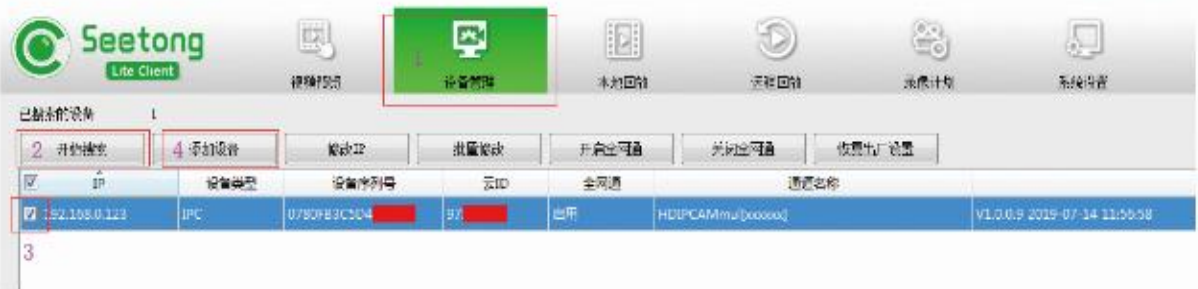 Seetong
Lite Client
视频预览 1 设备管理 本地回放 远程回放 录像计划 系统设置
已搜索的设备 1
2 开始搜索 4 添加设备 修改IP 批量修改 开启全网通 关闭全网通 恢复出厂设置
IP 设备类型 设备序列号 云ID 全网通 通道名称
192.168.0.123 IPC 0780FB3C5D4 97 启用 V1.0.0.9 2019-07-14 11:56:58
3